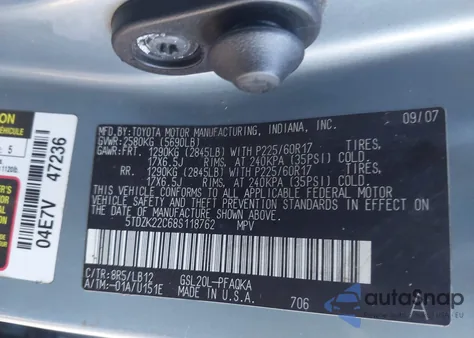 09/07
MFD. BY:TOYOTA MOTOR MANUFACTURING, INDIANA, INC.
GVWR:2580KG (5690LB)
GAWR:FRT. 1290KG (2845LB) WITH P225/60R17 TIRES,
17X6.5J RIMS, AT 240KPA (35PSI) COLD.
RR. 1290KG (2845LB) WITH P225/60R17 TIRES,
17X6.5J RIMS, AT 240KPA (35PSI) COLD.
THIS VEHICLE CONFORMS TO ALL APPLICABLE FEDERAL MOTOR
VEHICLE SAFETY AND THEFT PREVENTION STANDARDS IN EFFECT ON
THE DATE OF MANUFACTURE SHOWN ABOVE.
5TDZK22C68S118762 MPV
C/TR:8R5/LB12 GSL20L-PFAQKA
A/TM:-01A/U151E MADE IN U.S.A. 706 A
04E7V 47236
5
autoSnap